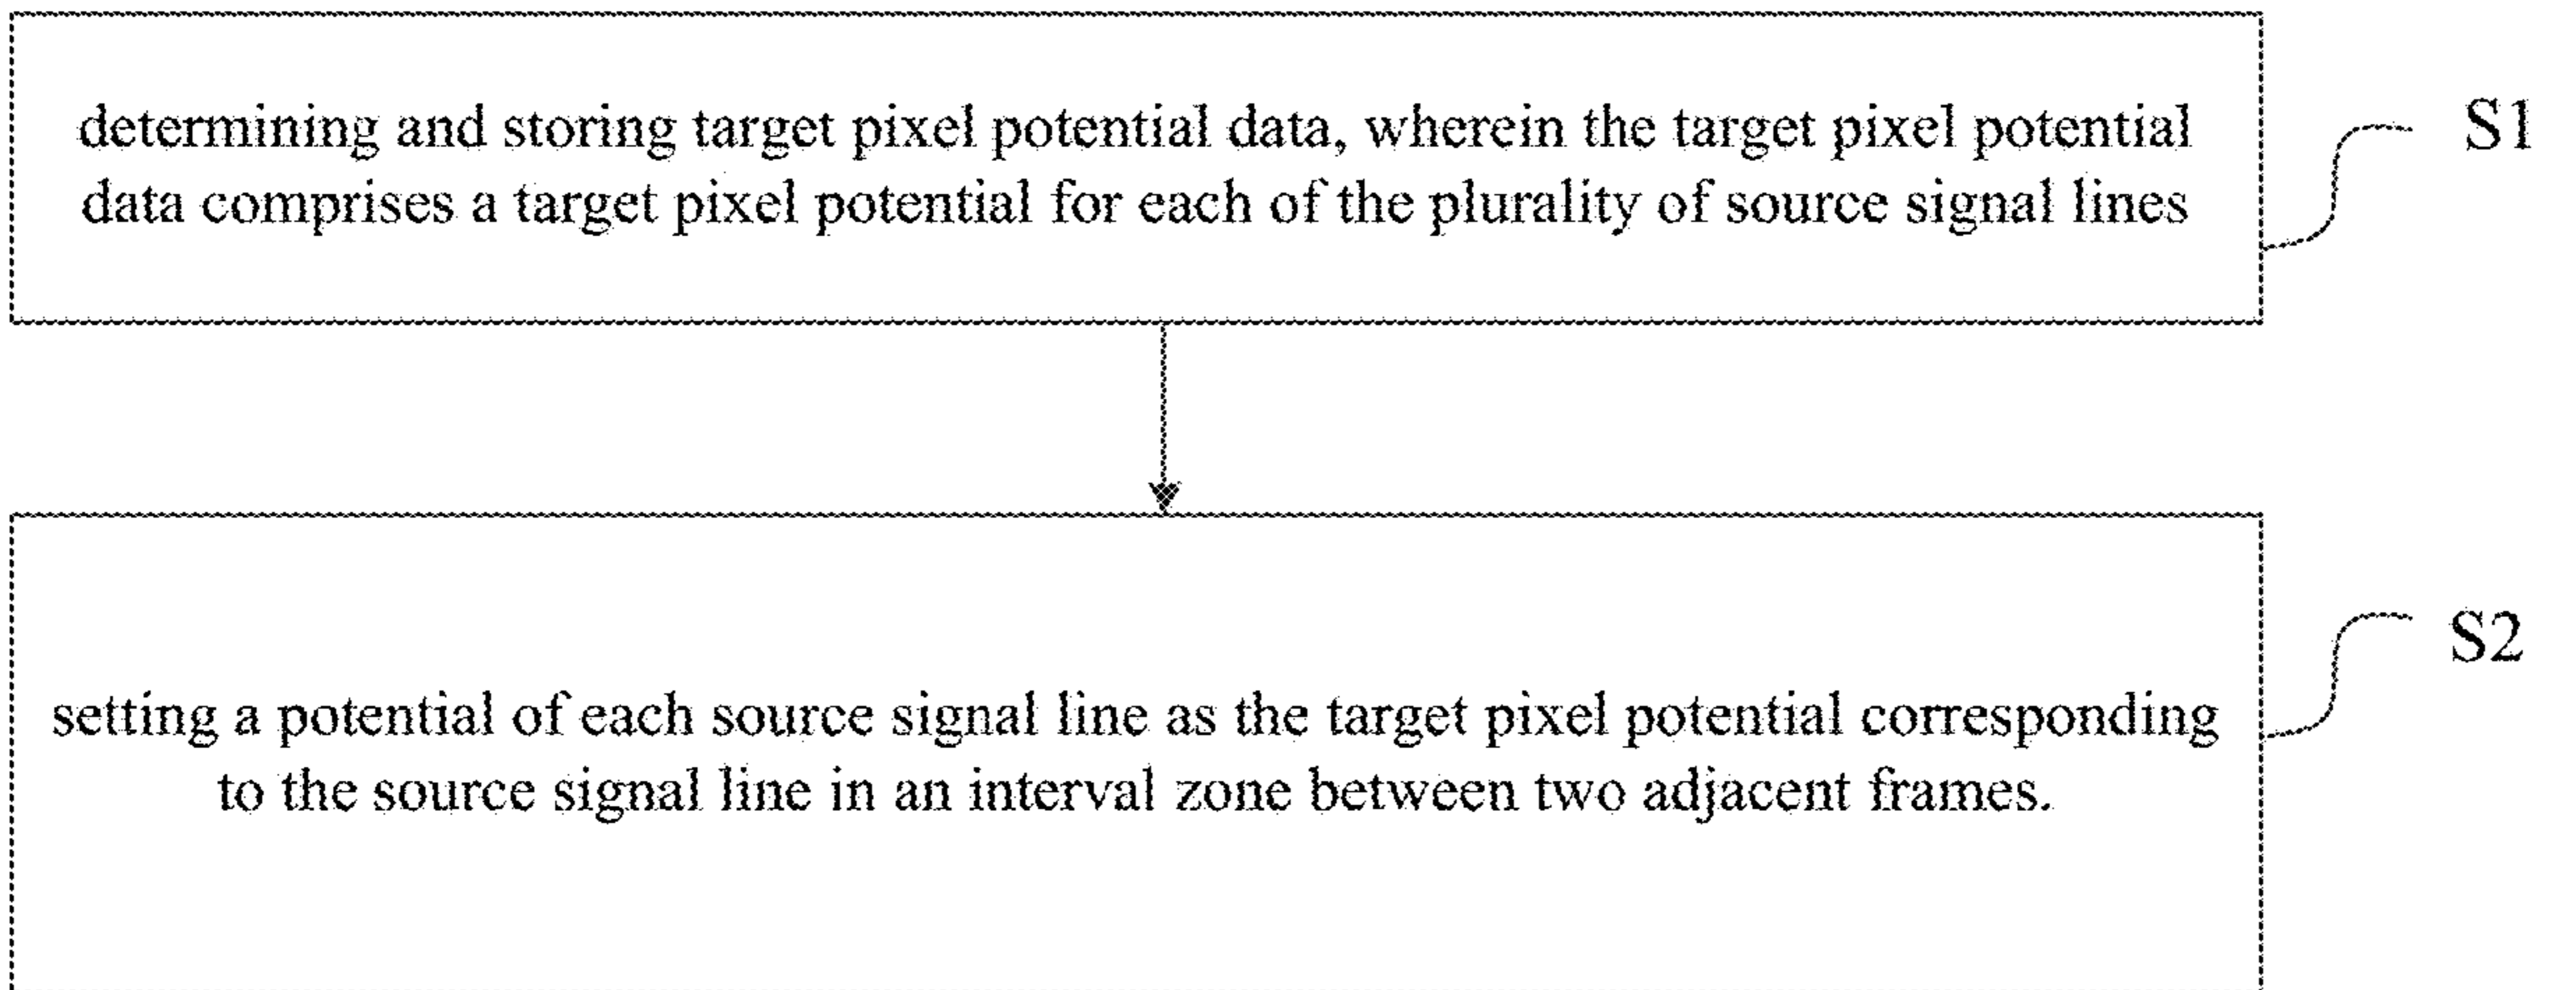 determining and storing target pixel potential data, wherein the target pixel potential
data comprises a target pixel potential for each of the plurality of source signal lines
S1
setting a potential of each source signal line as the target pixel potential corresponding
to the source signal line in an interval zone between two adjacent frames.
S2